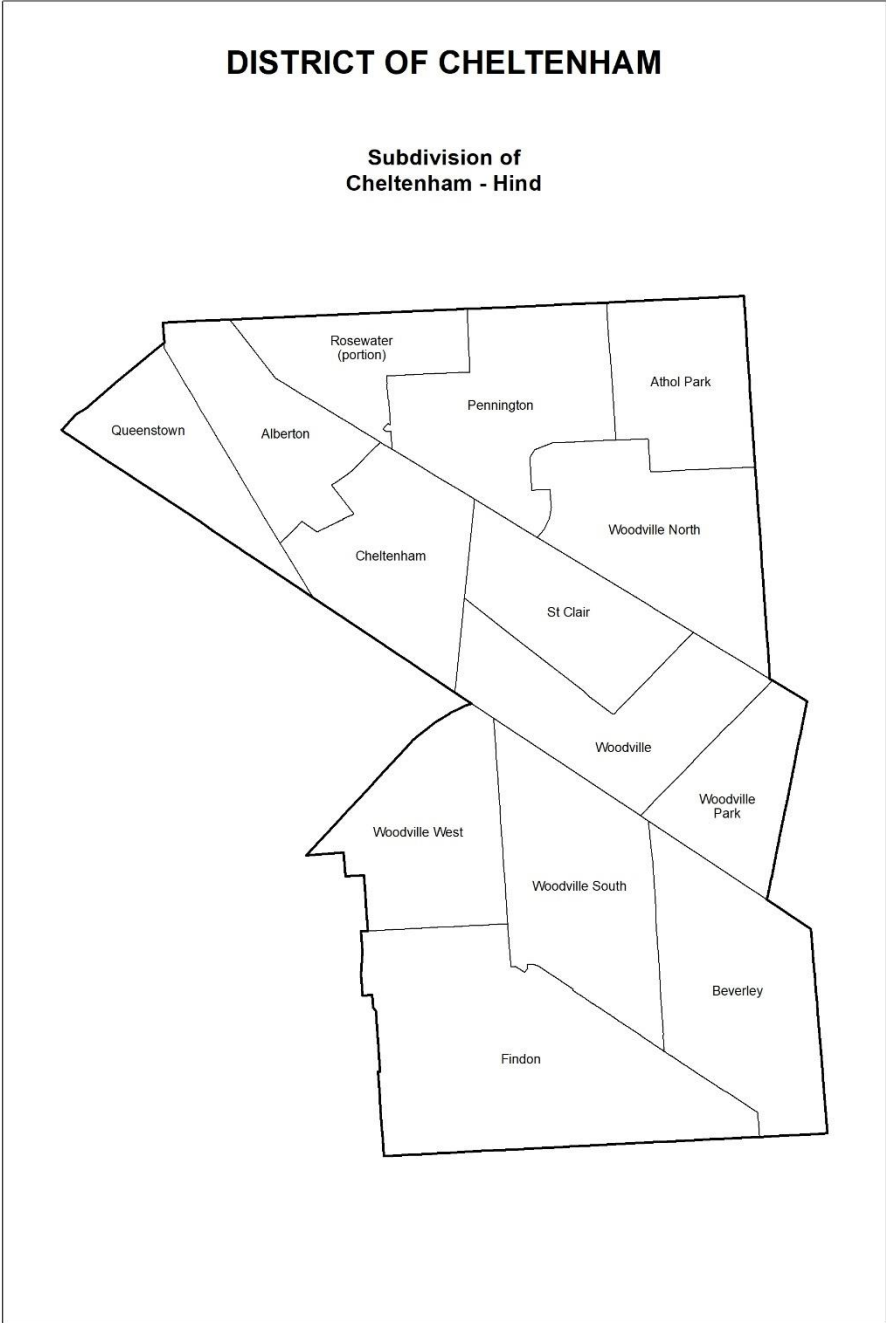 DISTRICT OF CHELTENHAM
Subdivision of
Cheltenham - Hind
Rosewater
(portion)
Athol Park
Pennington
Queenstown
Alberton
Woodville North
Cheltenham
St Clair
Woodville
Woodville
Park
Woodville West
Woodville South
Beverley
Findon